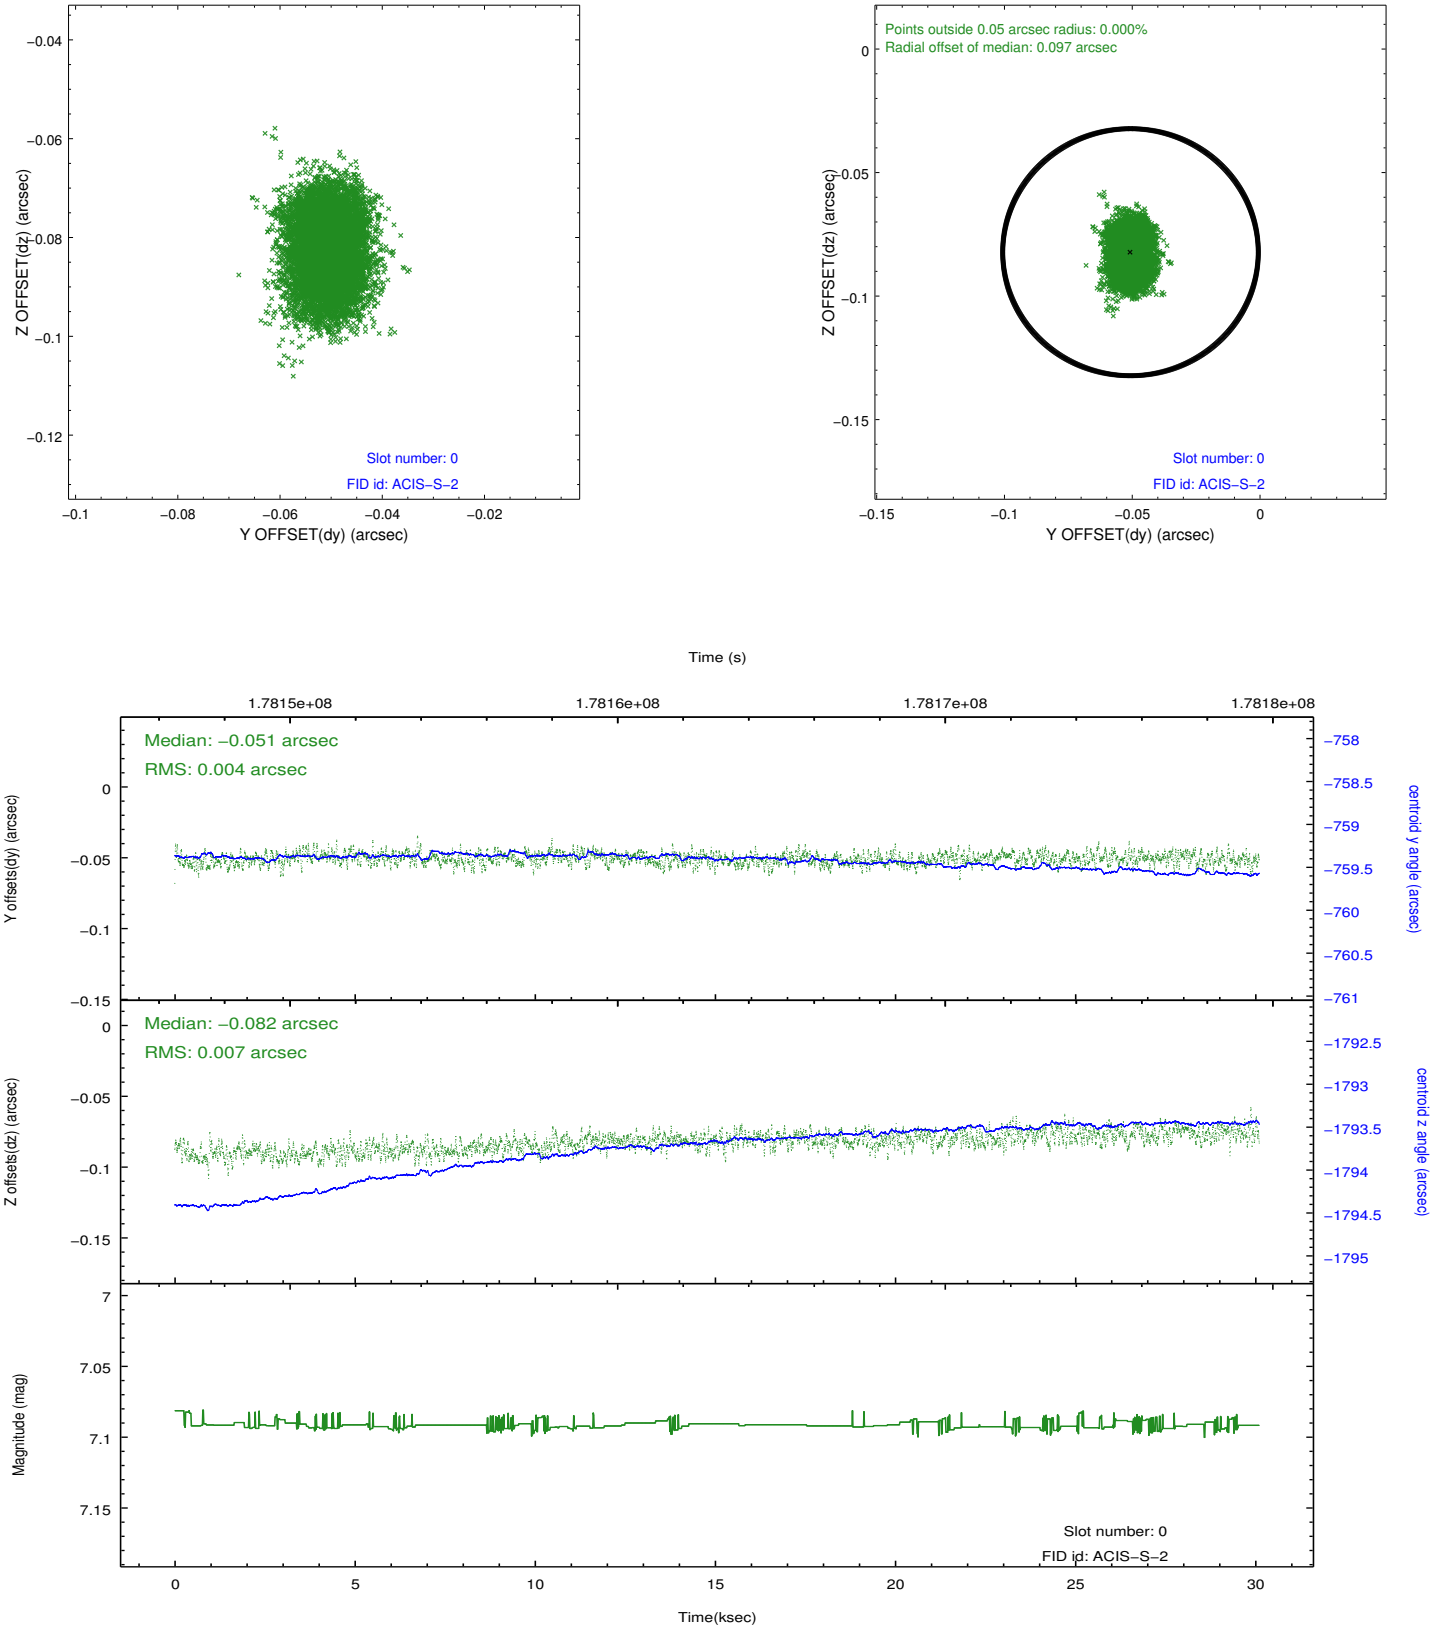 −0.04
−0.06
−0.08
−0.1
−0.12
Z OFFSET(dz) (arcsec)
Slot number: 0
FID id: ACIS−S−2
−0.1
−0.08
−0.06
−0.04
−0.02
Y OFFSET(dy) (arcsec)
Points outside 0.05 arcsec radius: 0.000%
Radial offset of median: 0.097 arcsec
0
−0.05
−0.1
−0.15
Z OFFSET(dz) (arcsec)
Slot number: 0
FID id: ACIS−S−2
−0.15
−0.1
−0.05
0
Y OFFSET(dy) (arcsec)
Time (s)
1.7815e+08
1.7816e+08
1.7817e+08
1.7818e+08
Median: −0.051 arcsec
RMS: 0.004 arcsec
0
−0.05
−0.1
−0.15
Y offsets(dy) (arcsec)
−758
−758.5
−759
−759.5
−760
−760.5
−761
centroid y angle (arcsec)
Median: −0.082 arcsec
RMS: 0.007 arcsec
0
−0.05
−0.1
−0.15
Z offsets(dz) (arcsec)
−1792.5
−1793
−1793.5
−1794
−1794.5
−1795
centroid z angle (arcsec)
7
7.05
7.1
7.15
Magnitude (mag)
Slot number: 0
FID id: ACIS−S−2
0
5
10
15
20
25
30
Time(ksec)